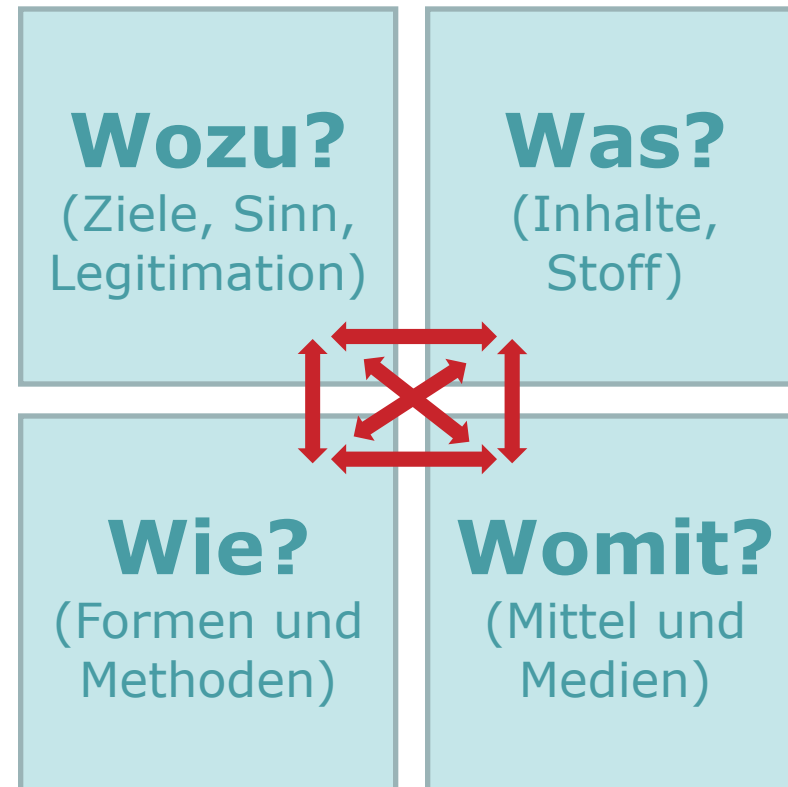 Wozu?
(Ziele, Sinn,
Legitimation)
Was?
(Inhalte,
Stoff)
Wie?
(Formen und
Methoden)
Womit?
(Mittel und
Medien)